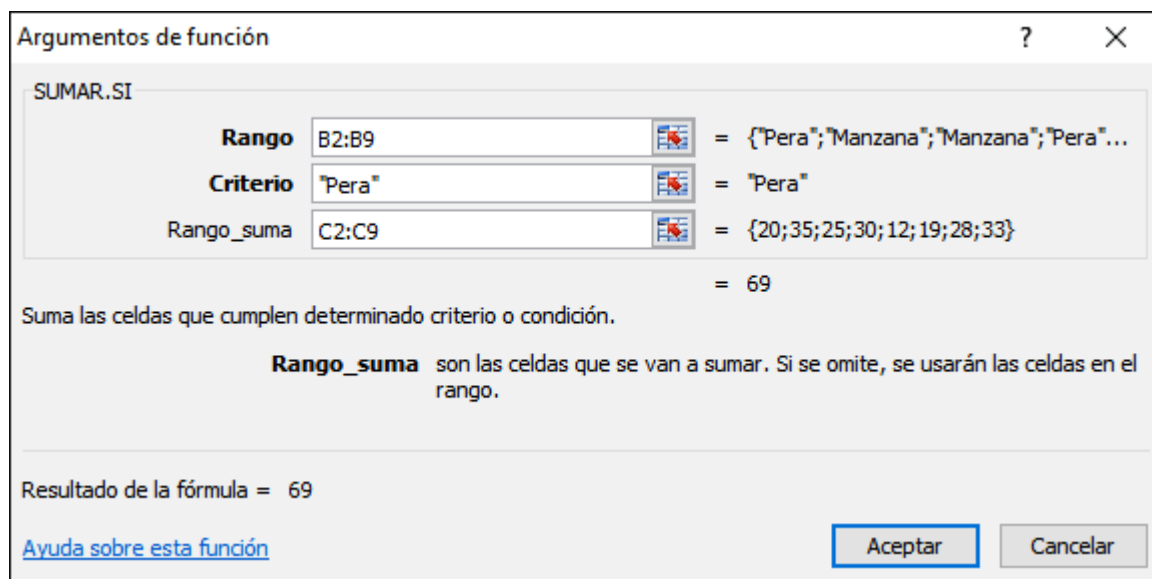 Argumentos de función ?
SUMAR.SI
Rango B2:B9 = {"Pera";"Manzana";"Manzana";"Pera"...
Criterio "Pera" = "Pera"
Rango_suma C2:C9 = {20;35;25;30;12;19;28;33}
= 69
Suma las celdas que cumplen determinado criterio o condición.
Rango_suma son las celdas que se van a sumar. Si se omite, se usarán las celdas en el
rango.
Resultado de la fórmula = 69
Ayuda sobre esta función Aceptar Cancelar